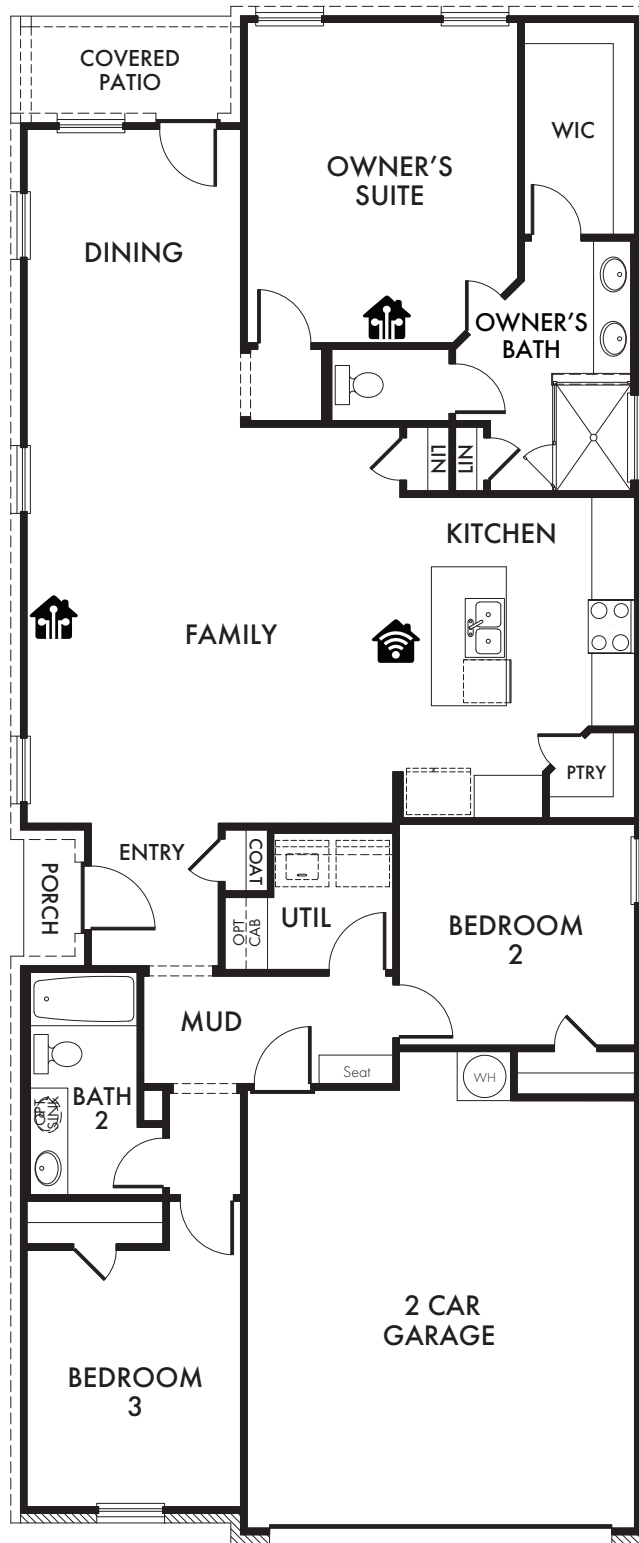 COVERED
PATIO
WIC
OWNER'S
SUITE
DINING
OWNER'S
BATH
LIN
LIN
KITCHEN
FAMILY
PTRY
ENTRY
COAT
PORCH
OPT
CAB
UTIL
BEDROOM
2
MUD
Seat
WH
BATH
2
OPT
SINK
2 CAR
GARAGE
BEDROOM
3